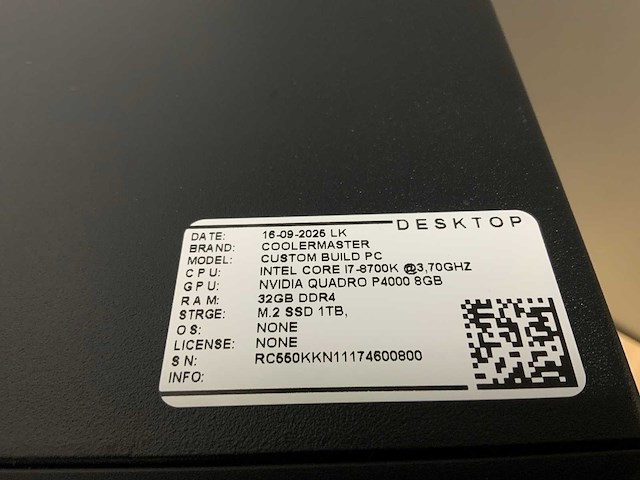 DESKTOP
DATE: 16-09-2025 LK
BRAND: COOLERMASTER
MODEL: CUSTOM BUILD PC
CPU: INTEL CORE I7-8700K @3,70GHZ
GPU: NVIDIA QUADRO P4000 8GB
RAM: 32GB DDR4
STRGE: M.2 SSD 1TB,
OS: NONE
LICENSE: NONE
SN: RC550KKN11174600800
INFO: